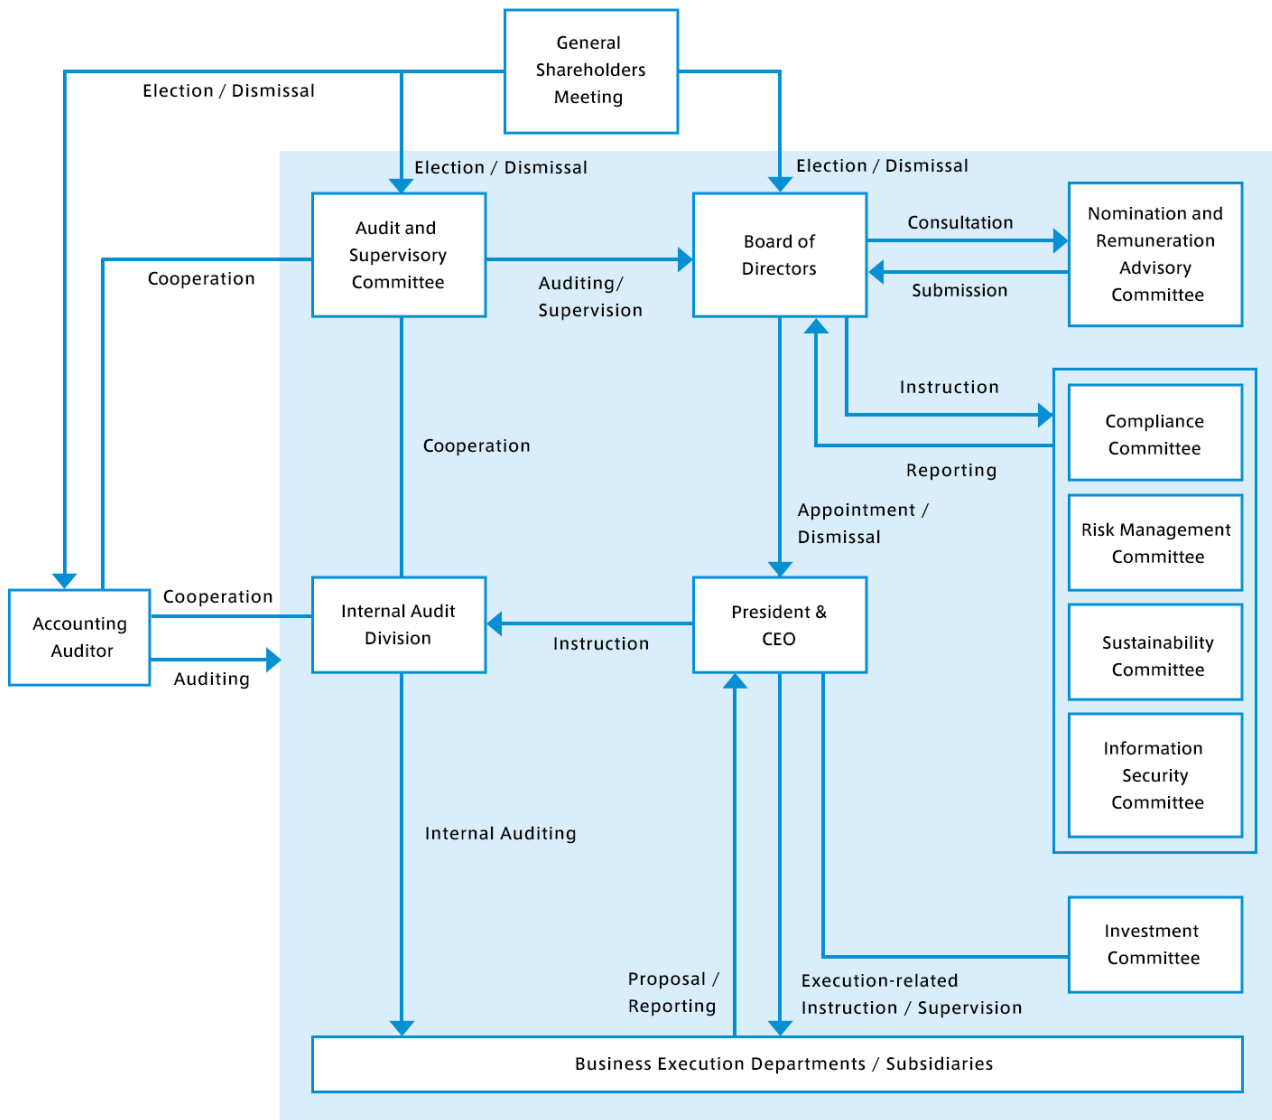 General
Shareholders
Meeting
Election / Dismissal
Election / Dismissal
Election / Dismissal
Audit and
Supervisory
Committee
Board of
Directors
Nomination and
Remuneration
Advisory
Committee
Consultation
Submission
Cooperation
Auditing/
Supervision
Instruction
Reporting
Compliance
Committee
Cooperation
Appointment /
Dismissal
Risk Management
Committee
Accounting
Auditor
Cooperation
Auditing
Internal Audit
Division
Instruction
President &
CEO
Sustainability
Committee
Information
Security
Committee
Internal Auditing
Investment
Committee
Proposal /
Reporting
Execution-related
Instruction / Supervision
Business Execution Departments / Subsidiaries